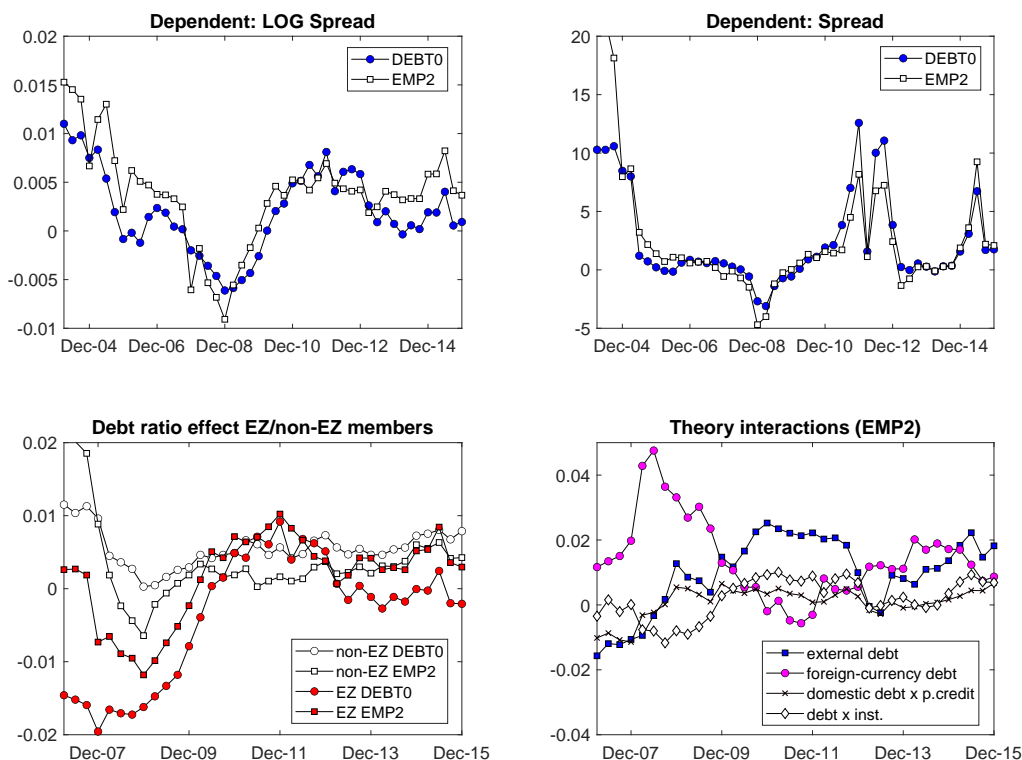 Dependent: LOG Spread
0.02
0.015
0.01
0.005
0
-0.005
-0.01
Dec-04 Dec-06 Dec-08 Dec-10 Dec-12 Dec-14
DEBT0
EMP2
Dependent: Spread
20
15
10
5
0
-5
Dec-04 Dec-06 Dec-08 Dec-10 Dec-12 Dec-14
DEBT0
EMP2
Debt ratio effect EZ/non-EZ members
0.02
0.01
0
-0.01
-0.02
Dec-07 Dec-09 Dec-11 Dec-13 Dec-15
non-EZ DEBT0
non-EZ EMP2
EZ DEBT0
EZ EMP2
Theory interactions (EMP2)
0.04
0.02
0
-0.02
-0.04
Dec-07 Dec-09 Dec-11 Dec-13 Dec-15
external debt
foreign-currency debt
domestic debt x p.credit
debt x inst.